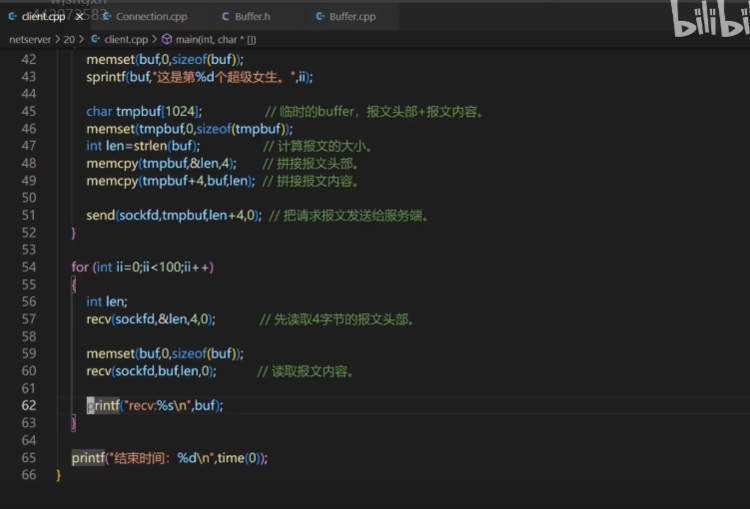 client.cpp Connection.cpp Buffer.h Buffer.cpp
bilibi
netserver > 20 > client.cpp > main(int, char * [])
42 memset(buf,0,sizeof(buf));
43 sprintf(buf,"这是第%d个超级女生。",ii);
44
45 char tmpbuf[1024]; // 临时的buffer，报文头部+报文内容。
46 memset(tmpbuf,0,sizeof(tmpbuf));
47 int len=strlen(buf); // 计算报文的大小。
48 memcpy(tmpbuf,&len,4); // 拼接报文头部。
49 memcpy(tmpbuf+4,buf,len); // 拼接报文内容。
50
51 send(sockfd,tmpbuf,len+4,0); // 把请求报文发送给服务端。
52 }
53
54 for (int ii=0;ii<100;ii++)
55 {
56 int len;
57 recv(sockfd,&len,4,0); // 先读取4字节的报文头部。
58
59 memset(buf,0,sizeof(buf));
60 recv(sockfd,buf,len,0); // 读取报文内容。
61
62 printf("recv:%s\n",buf);
63 }
64
65 printf("结束时间：%d\n",time(0));
66 }